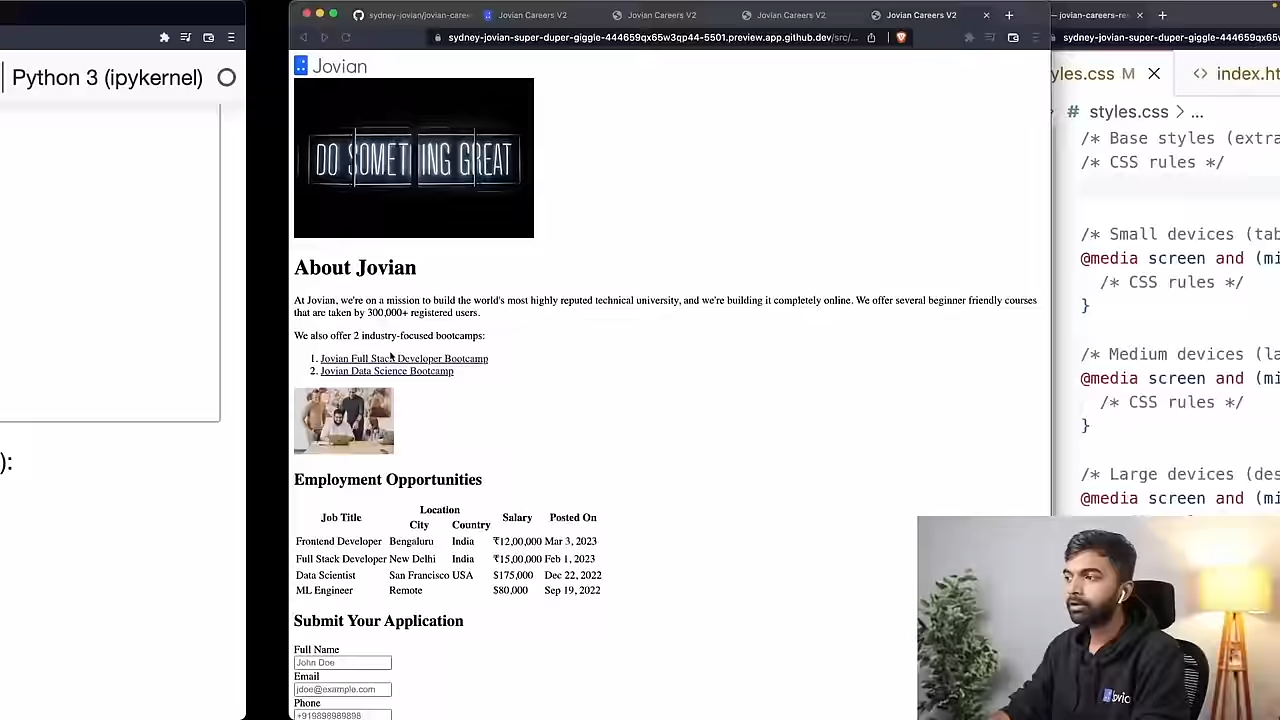 Python 3 (ipykernel)
):
sydney-jovian/jovian-caree
Jovian Careers V2
Jovian Careers V2
Jovian Careers V2
Jovian Careers V2
sydney-jovian-super-duper-giggle-444659qx65w3qp44-5501.preview.app.github.dev/src/...
Jovian
DO SOMETHING GREAT
About Jovian
At Jovian, we're on a mission to build the world's most highly reputed technical university, and we're building it completely online. We offer several beginner friendly courses
that are taken by 300,000+ registered users.
We also offer 2 industry-focused bootcamps:
1. Jovian Full Stack Developer Bootcamp
2. Jovian Data Science Bootcamp
Employment Opportunities
Job Title Location Salary Posted On
City Country
Frontend Developer Bengaluru India ₹12,00,000 Mar 3, 2023
Full Stack Developer New Delhi India ₹15,00,000 Feb 1, 2023
Data Scientist San Francisco USA $175,000 Dec 22, 2022
ML Engineer Remote $80,000 Sep 19, 2022
Submit Your Application
Full Name
John Doe
Email
jdoe@example.com
Phone
+919898989898
jovian-careers-res
sydney-jovian-super-duper-giggle-444659qx65w
yles.css M
<> index.ht
# styles.css > ...
/* Base styles (extra
/* CSS rules */
/* Small devices (tab
@media screen and (mi
/* CSS rules */
}
/* Medium devices (la
@media screen and (mi
/* CSS rules */
}
/* Large devices (des
@media screen and (mi